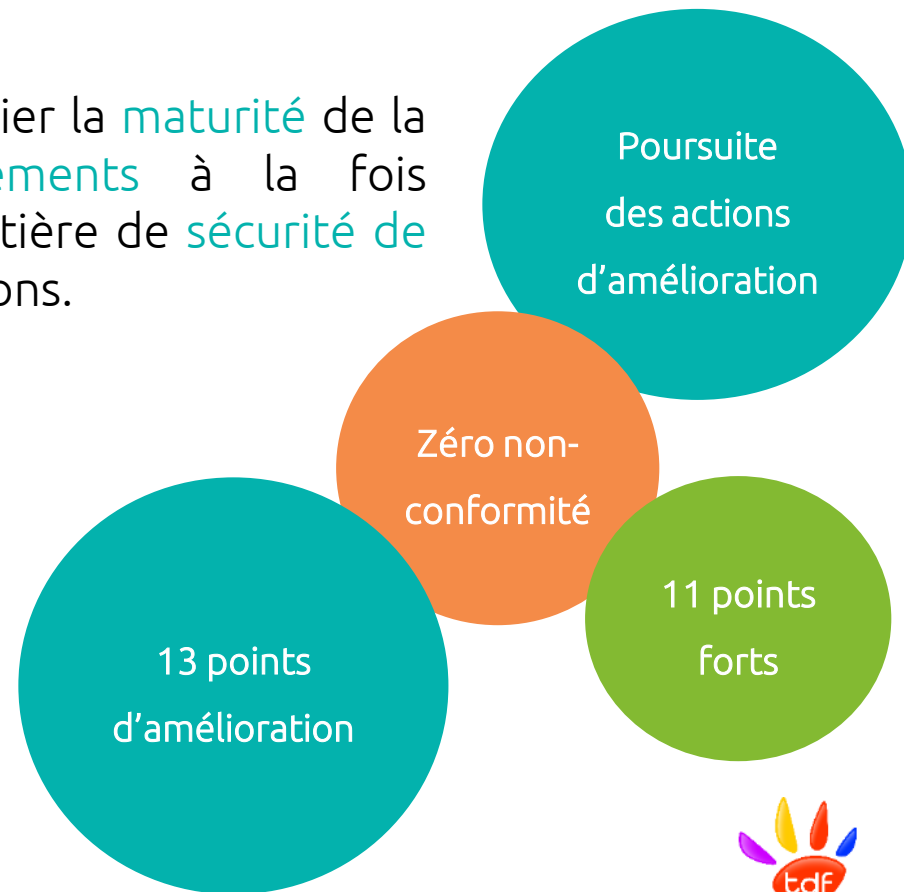 ier la maturité de la
ements à la fois
tière de sécurité de
ons.
Poursuite
des actions
d'amélioration
Zéro non-
conformité
11 points
forts
13 points
d'amélioration
tdf